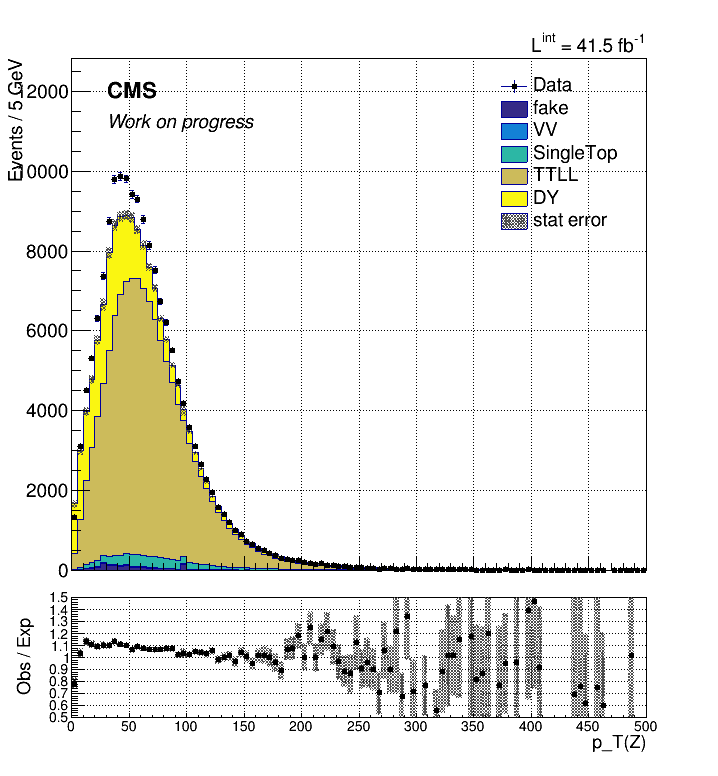 L^int = 41.5 fb^-1
Events / 5 GeV
12000
10000
8000
6000
4000
2000
0
CMS
Work on progress
Data
fake
VV
SingleTop
TTLL
DY
stat error
Obs / Exp
1.5
1.4
1.3
1.2
1.1
1
0.9
0.8
0.7
0.6
0.5
0 50 100 150 200 250 300 350 400 450 500
p_T(Z)